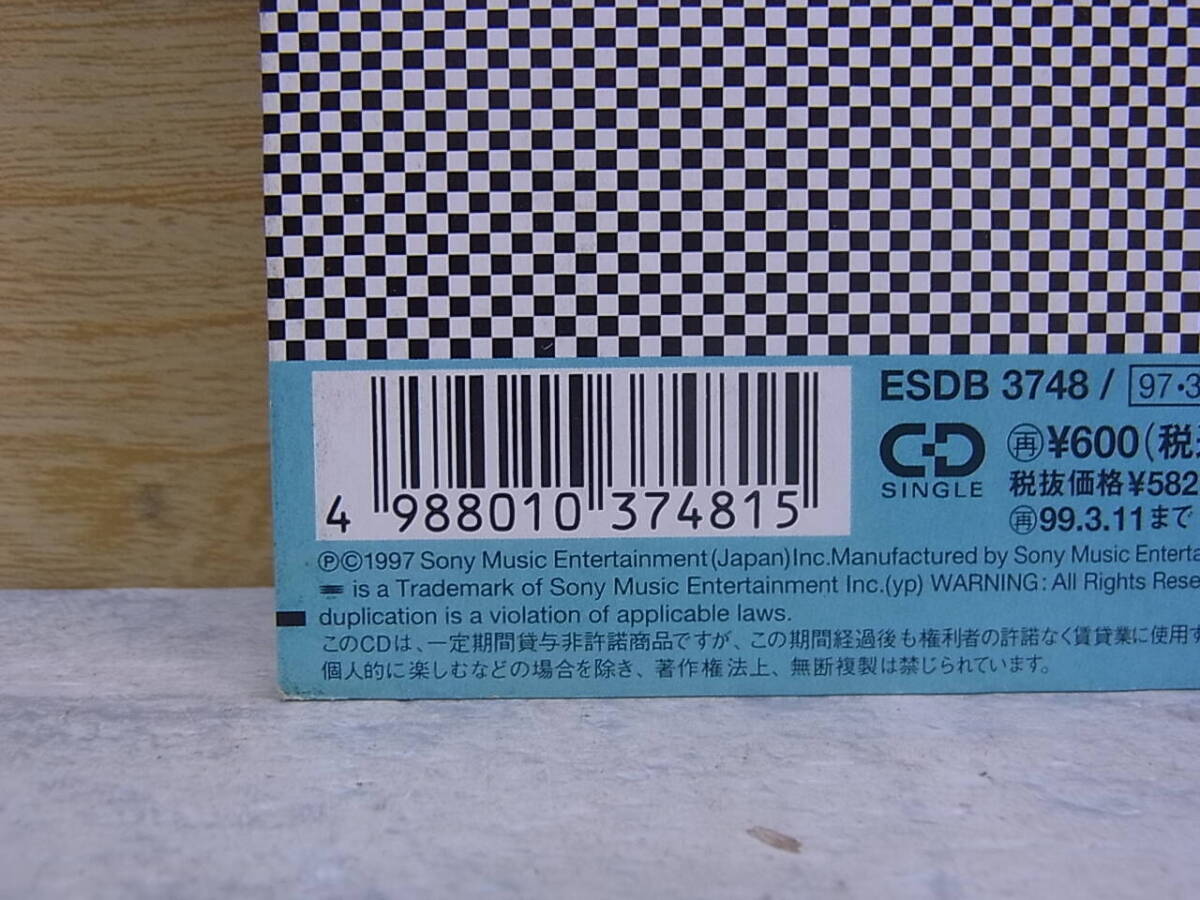 ESDB 3748 / 97・3
CD
SINGLE
再¥600(税込
税抜価格¥582
再99.3.11まで
4 988010 374815
℗©1997 Sony Music Entertainment(Japan)Inc.Manufactured by Sony Music Enterta
is a Trademark of Sony Music Entertainment Inc.(yp) WARNING: All Rights Rese
duplication is a violation of applicable laws.
このCDは、一定期間貸与非許諾商品ですが、この期間経過後も権利者の許諾なく賃貸業に使用す
個人的に楽しむなどの場合を除き、著作権法上、無断複製は禁じられています。